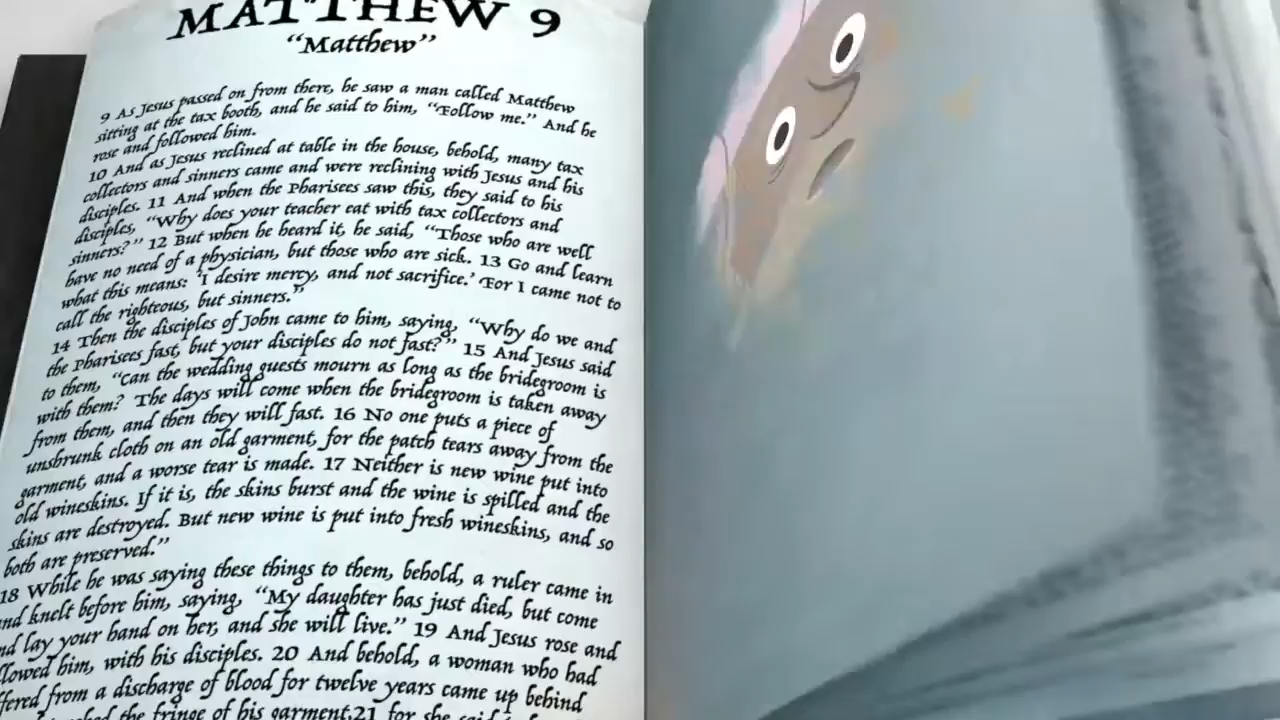 MATTHEW 9
“Matthew”
9 As Jesus passed on from there, he saw a man called Matthew
sitting at the tax booth, and he said to him, “Follow me.” And he
rose and followed him.
10 And as Jesus reclined at table in the house, behold, many tax
collectors and sinners came and were reclining with Jesus and his
disciples. 11 And when the Pharisees saw this, they said to his
disciples, “Why does your teacher eat with tax collectors and
sinners?” 12 But when he heard it, he said, “Those who are well
have no need of a physician, but those who are sick. 13 Go and learn
what this means: ‘I desire mercy, and not sacrifice.’ For I came not to
call the righteous, but sinners.”
14 Then the disciples of John came to him, saying, “Why do we and
the Pharisees fast, but your disciples do not fast?” 15 And Jesus said
to them, “Can the wedding guests mourn as long as the bridegroom is
with them? The days will come when the bridegroom is taken away
from them, and then they will fast. 16 No one puts a piece of
unshrunk cloth on an old garment, for the patch tears away from the
garment, and a worse tear is made. 17 Neither is new wine put into
old wineskins. If it is, the skins burst and the wine is spilled and the
skins are destroyed. But new wine is put into fresh wineskins, and so
both are preserved.”
18 While he was saying these things to them, behold, a ruler came in
and knelt before him, saying, “My daughter has just died, but come
nd lay your hand on her, and she will live.” 19 And Jesus rose and
llowed him, with his disciples. 20 And behold, a woman who had
ffered from a discharge of blood for twelve years came up behind
the fringe of his garment,21 for she said